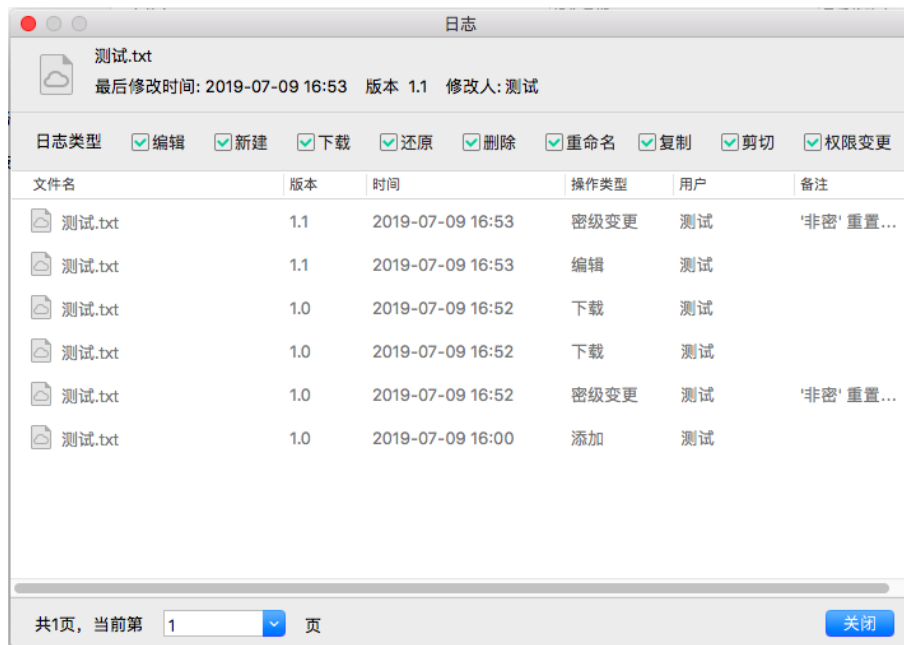 日志
测试.txt
最后修改时间: 2019-07-09 16:53 版本 1.1 修改人: 测试
日志类型 编辑 新建 下载 还原 删除 重命名 复制 剪切 权限变更
文件名 版本 时间 操作类型 用户 备注
测试.txt 1.1 2019-07-09 16:53 密级变更 测试 '非密' 重置...
测试.txt 1.1 2019-07-09 16:53 编辑 测试
测试.txt 1.0 2019-07-09 16:52 下载 测试
测试.txt 1.0 2019-07-09 16:52 下载 测试
测试.txt 1.0 2019-07-09 16:52 密级变更 测试 '非密' 重置...
测试.txt 1.0 2019-07-09 16:00 添加 测试
共1页，当前第 1 页 关闭